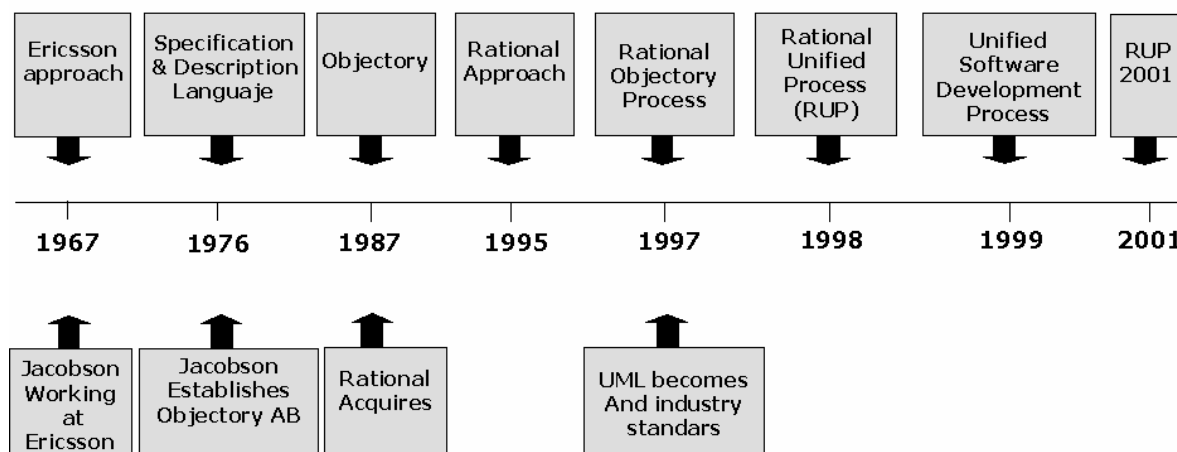 Ericsson
approach
Specification
& Description
Languaje
Objectory
Rational
Approach
Rational
Objectory
Process
Rational
Unified
Process
(RUP)
Unified
Software
Development
Process
RUP
2001
1967
1976
1987
1995
1997
1998
1999
2001
Jacobson
Working
at
Ericsson
Jacobson
Establishes
Objectory AB
Rational
Acquires
UML becomes
And industry
standars